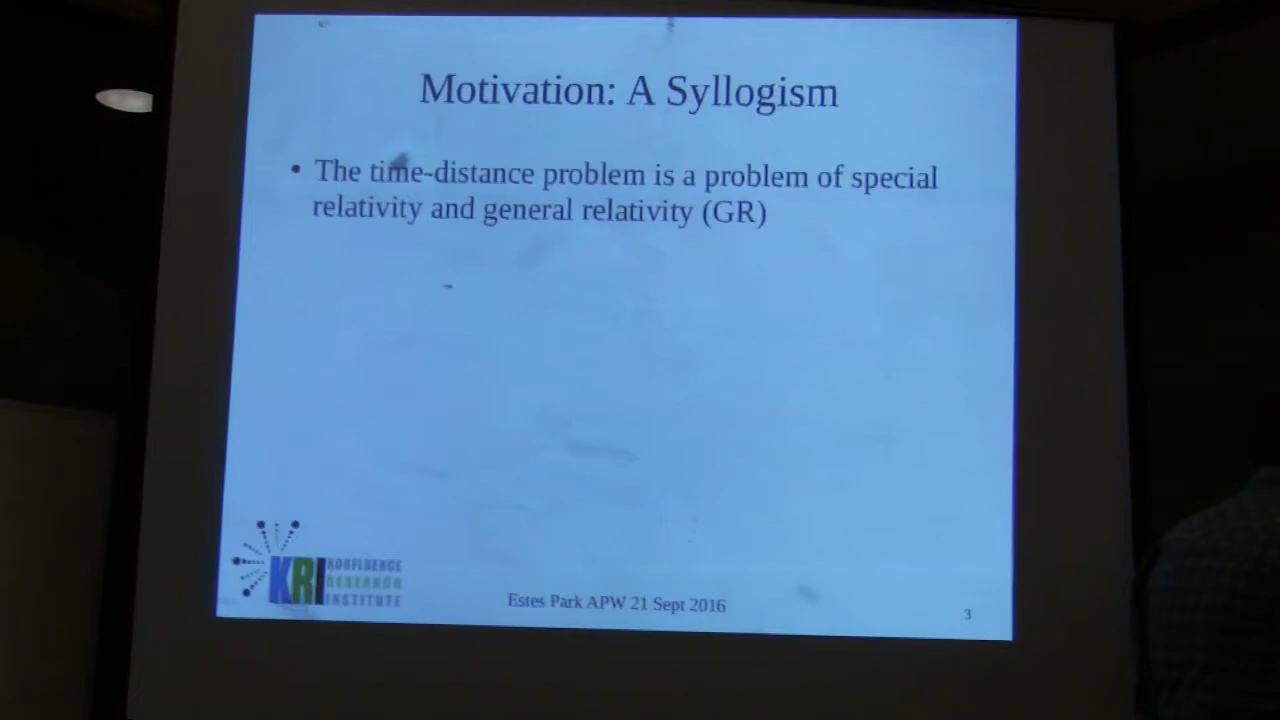 Motivation: A Syllogism
• The time-distance problem is a problem of special
relativity and general relativity (GR)
KRI
KONFLUENCE
RESEARCH
INSTITUTE
Estes Park APW 21 Sept 2016
3